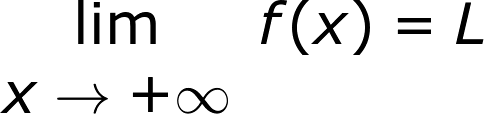 lim f(x) = L
x → +∞